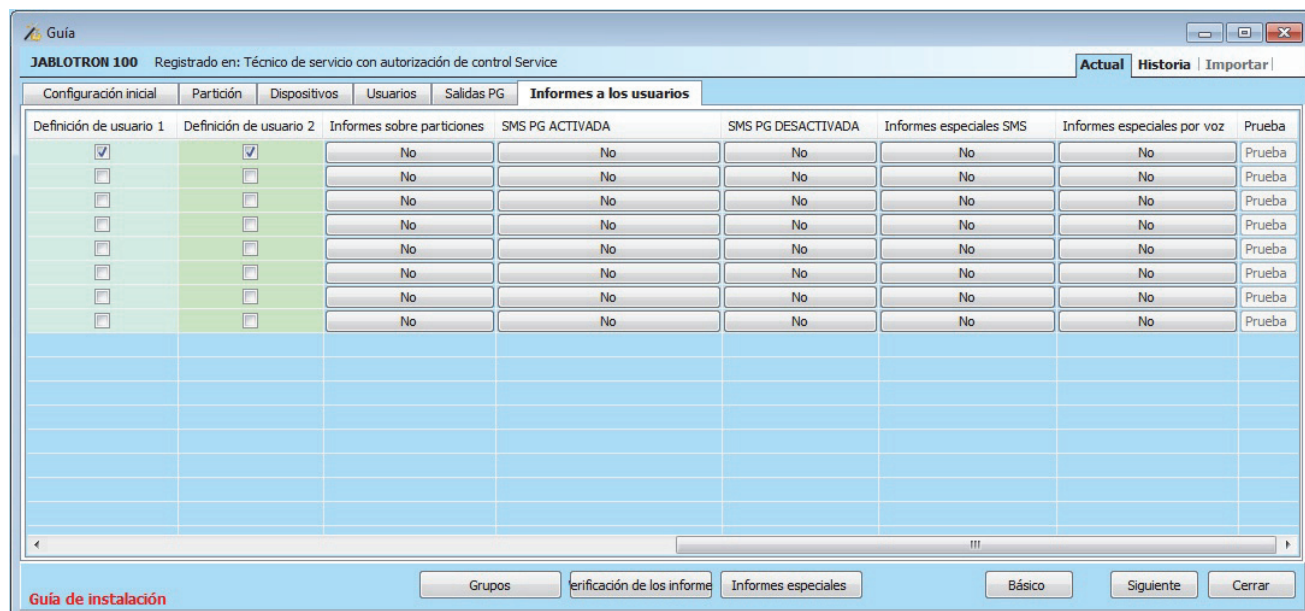 Guía
JABLOTRON 100 Registrado en: Técnico de servicio con autorización de control Service Actual Historia Importar
Configuración inicial Partición Dispositivos Usuarios Salidas PG Informes a los usuarios
Definición de usuario 1 Definición de usuario 2 Informes sobre particiones SMS PG ACTIVADA SMS PG DESACTIVADA Informes especiales SMS Informes especiales por voz Prueba
No No No No No Prueba
No No No No No Prueba
No No No No No Prueba
No No No No No Prueba
No No No No No Prueba
No No No No No Prueba
No No No No No Prueba
No No No No No Prueba
Guía de instalación Grupos erificación de los informe Informes especiales Básico Siguiente Cerrar